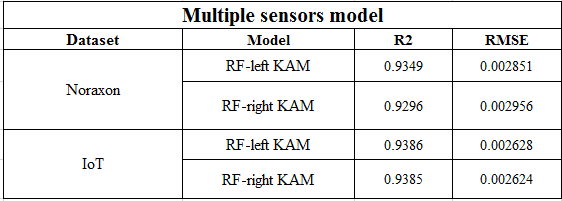 Multiple sensors model
Dataset Model R2 RMSE
Noraxon
RF-left KAM 0.9349 0.002851
RF-right KAM 0.9296 0.002956
IoT
RF-left KAM 0.9386 0.002628
RF-right KAM 0.9385 0.002624